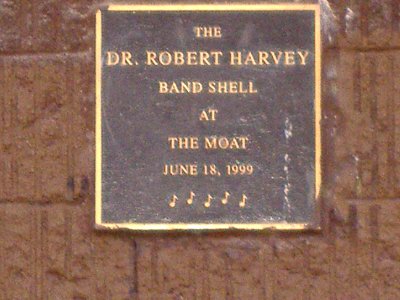 THE
DR. ROBERT HARVEY
BAND SHELL
AT
THE MOAT
JUNE 18, 1999